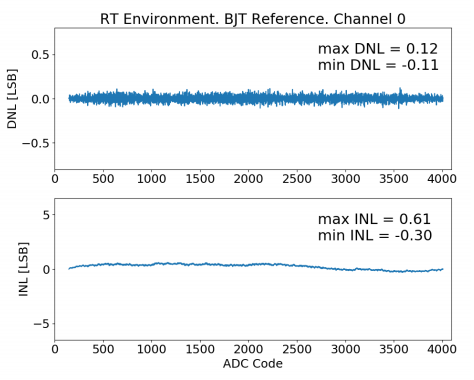 RT Environment. BJT Reference. Channel 0
max DNL = 0.12
min DNL = -0.11
DNL [LSB]
0.5
0.0
−0.5
0 500 1000 1500 2000 2500 3000 3500 4000
max INL = 0.61
min INL = -0.30
INL [LSB]
5
0
−5
0 500 1000 1500 2000 2500 3000 3500 4000
ADC Code